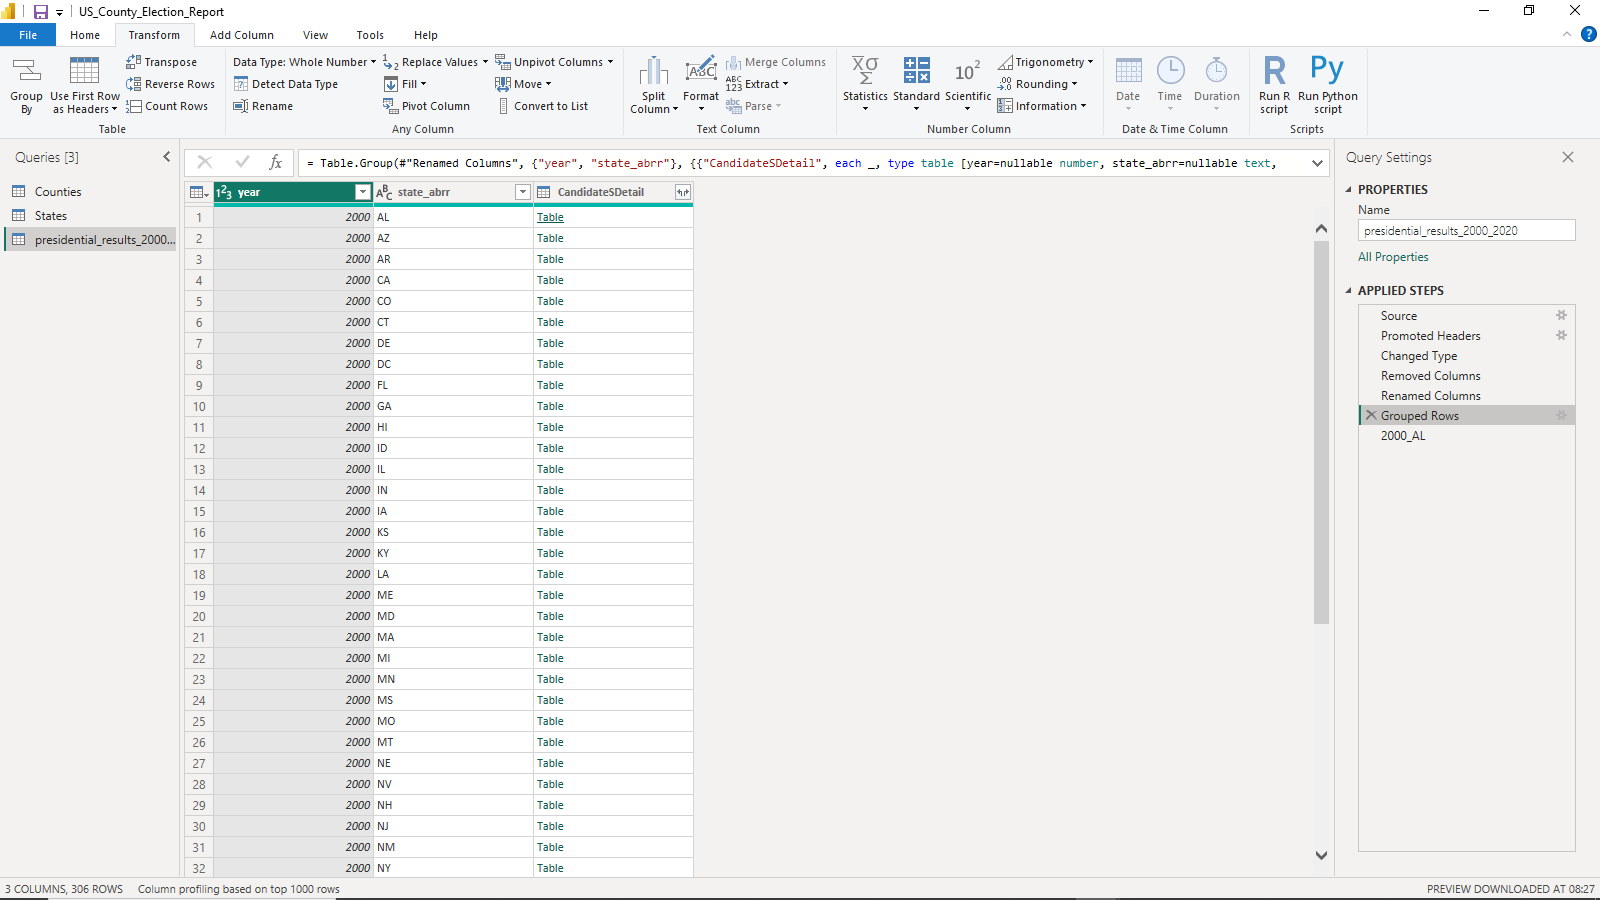 US_County_Election_Report
File Home Transform Add Column View Tools Help
Group By
Use First Row as Headers
Transpose
Reverse Rows
Count Rows
Table
Data Type: Whole Number
Detect Data Type
Rename
Replace Values
Fill
Pivot Column
Unpivot Columns
Move
Convert to List
Any Column
Split Column
Format
Merge Columns
Extract
Parse
Text Column
Statistics
Standard
Scientific
Trigonometry
Rounding
Information
Number Column
Date
Time
Duration
Date & Time Column
Run R script
Run Python script
Scripts
Queries [3]
Counties
States
presidential_results_2000...
= Table.Group(#"Renamed Columns", {"year", "state_abrr"}, {{"CandidateSDetail", each _, type table [year=nullable number, state_abrr=nullable text,
year state_abrr CandidateSDetail
1 2000 AL Table
2 2000 AZ Table
3 2000 AR Table
4 2000 CA Table
5 2000 CO Table
6 2000 CT Table
7 2000 DE Table
8 2000 DC Table
9 2000 FL Table
10 2000 GA Table
11 2000 HI Table
12 2000 ID Table
13 2000 IL Table
14 2000 IN Table
15 2000 IA Table
16 2000 KS Table
17 2000 KY Table
18 2000 LA Table
19 2000 ME Table
20 2000 MD Table
21 2000 MA Table
22 2000 MI Table
23 2000 MN Table
24 2000 MS Table
25 2000 MO Table
26 2000 MT Table
27 2000 NE Table
28 2000 NV Table
29 2000 NH Table
30 2000 NJ Table
31 2000 NM Table
32 2000 NY Table
Query Settings
PROPERTIES
Name
presidential_results_2000_2020
All Properties
APPLIED STEPS
Source
Promoted Headers
Changed Type
Removed Columns
Renamed Columns
Grouped Rows
2000_AL
3 COLUMNS, 306 ROWS Column profiling based on top 1000 rows
PREVIEW DOWNLOADED AT 08:27